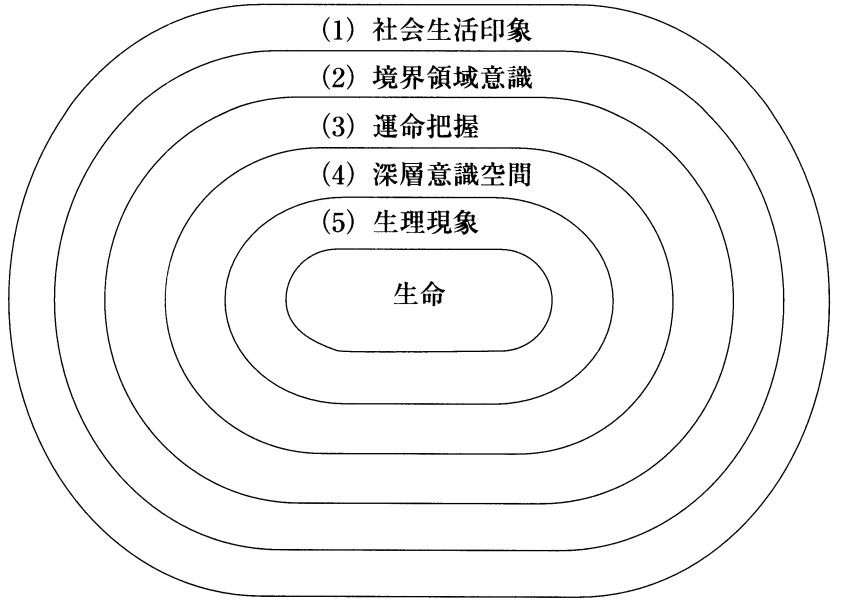 (1) 社会生活印象
(2) 境界領域意識
(3) 運命把握
(4) 深層意識空間
(5) 生理現象
生命